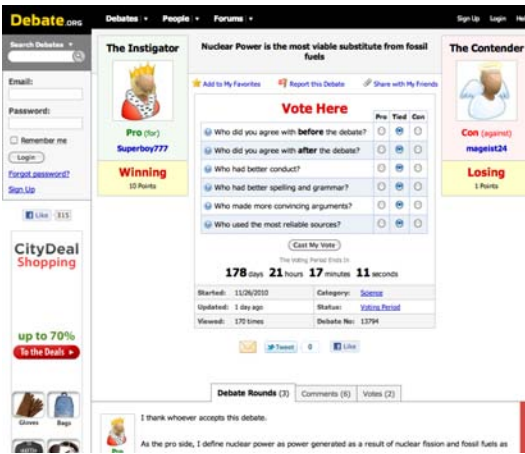 Debate.ORG
Debates
People
Forums
Sign Up
Login
Search Debates
Email:
Password:
Remember me
Login
Forgot password?
Sign Up
Like 315
CityDeal
Shopping
up to 70%
To the Deals
Gloves
Bags
The Instigator
Pro (for)
Superboy777
Winning
10 Points
Nuclear Power is the most viable substitute from fossil
fuels
Add to My Favorites
Report this Debate
Share with My Friends
Vote Here
Pro Tied Con
Who did you agree with before the debate?
Who did you agree with after the debate?
Who had better conduct?
Who had better spelling and grammar?
Who made more convincing arguments?
Who used the most reliable sources?
Cast My Vote
The Voting Period Ends In
178 days 21 hours 17 minutes 11 seconds
Started: 11/26/2010 Category: Science
Updated: 1 day ago Status: Voting Period
Viewed: 170 times Debate No: 13794
Tweet 0
Like
The Contender
Con (against)
mageist24
Losing
1 Points
Debate Rounds (3)
Comments (6)
Votes (2)
Pro
I thank whoever accepts this debate.
As the pro side, I define nuclear power as power generated as a result of nuclear fission and fossil fuels as